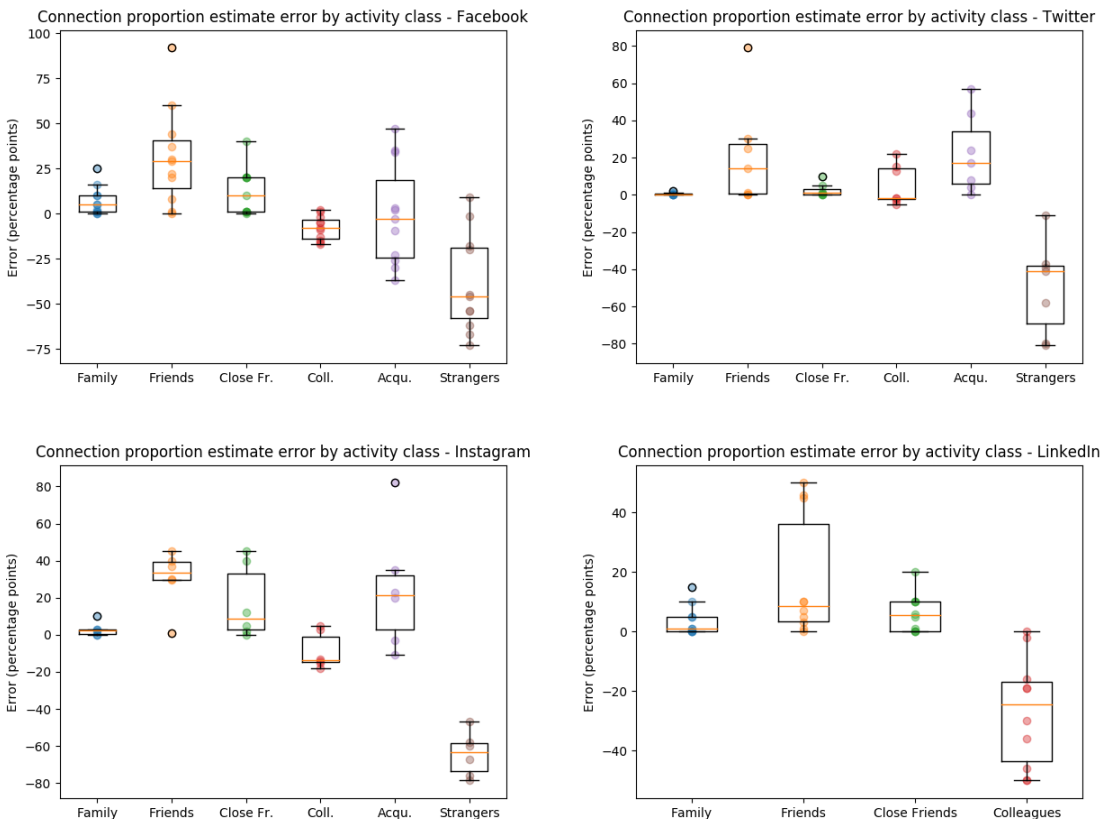 Connection proportion estimate error by activity class - Facebook
Error (percentage points)
100
75
50
25
0
−25
−50
−75
Family Friends Close Fr. Coll. Acqu. Strangers
Connection proportion estimate error by activity class - Twitter
Error (percentage points)
80
60
40
20
0
−20
−40
−60
−80
Family Friends Close Fr. Coll. Acqu. Strangers
Connection proportion estimate error by activity class - Instagram
Error (percentage points)
80
60
40
20
0
−20
−40
−60
−80
Family Friends Close Fr. Coll. Acqu. Strangers
Connection proportion estimate error by activity class - LinkedIn
Error (percentage points)
40
20
0
−20
−40
Family Friends Close Friends Colleagues